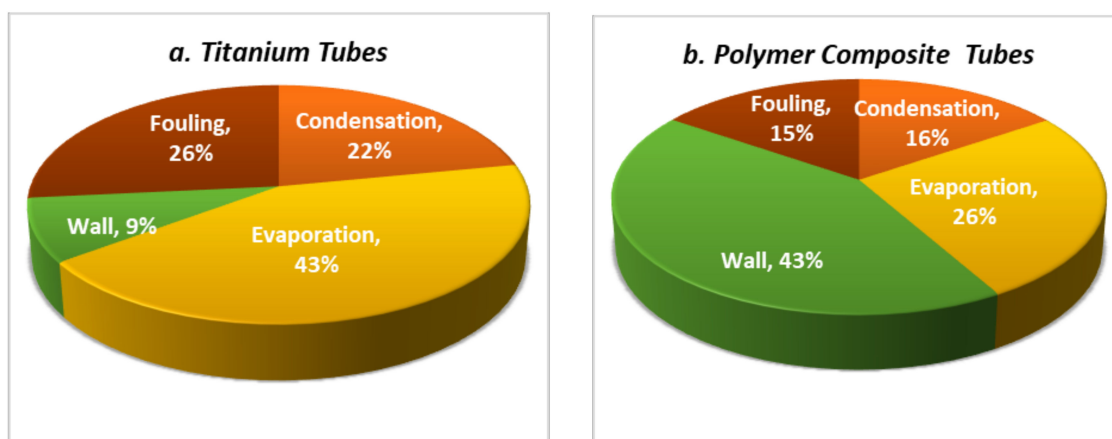 a. Titanium Tubes
Fouling,
26%
Condensation,
22%
Wall, 9%
Evaporation,
43%
b. Polymer Composite Tubes
Fouling,
15%
Condensation,
16%
Evaporation,
26%
Wall, 43%